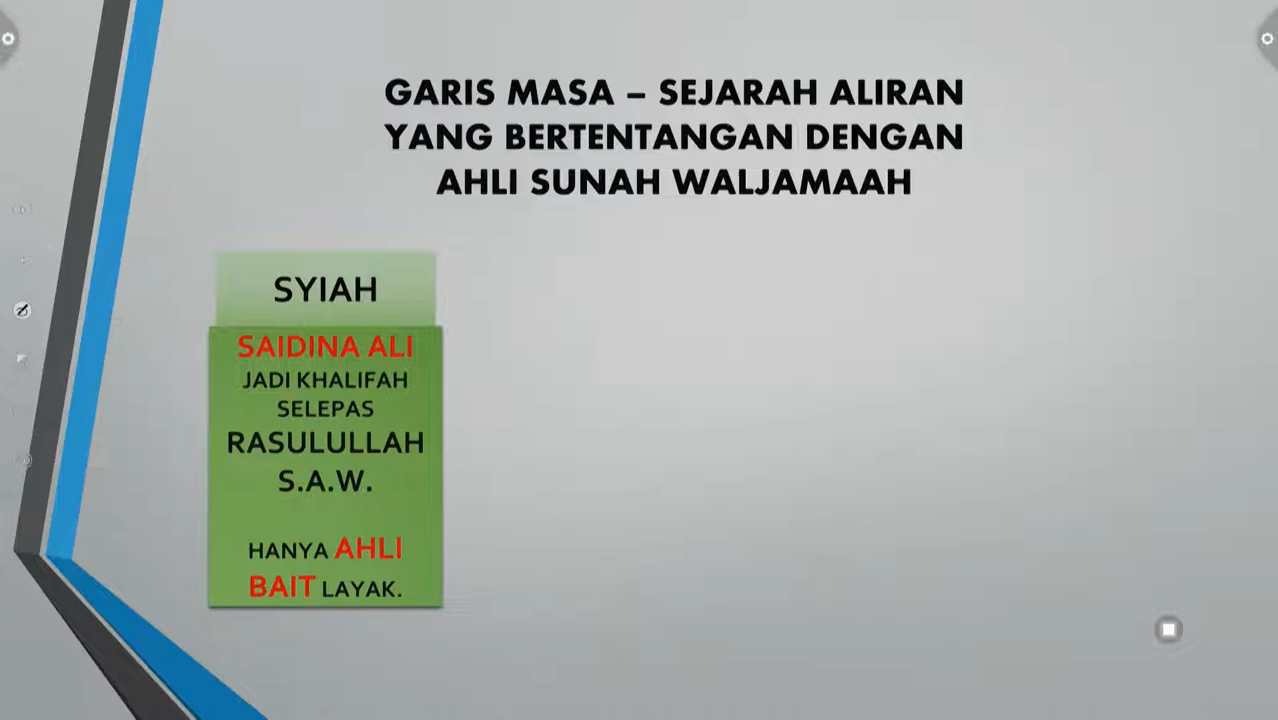 GARIS MASA – SEJARAH ALIRAN
YANG BERTENTANGAN DENGAN
AHLI SUNAH WALJAMAAH
SYIAH
SAIDINA ALI
JADI KHALIFAH
SELEPAS
RASULULLAH
S.A.W.
HANYA AHLI
BAIT LAYAK.